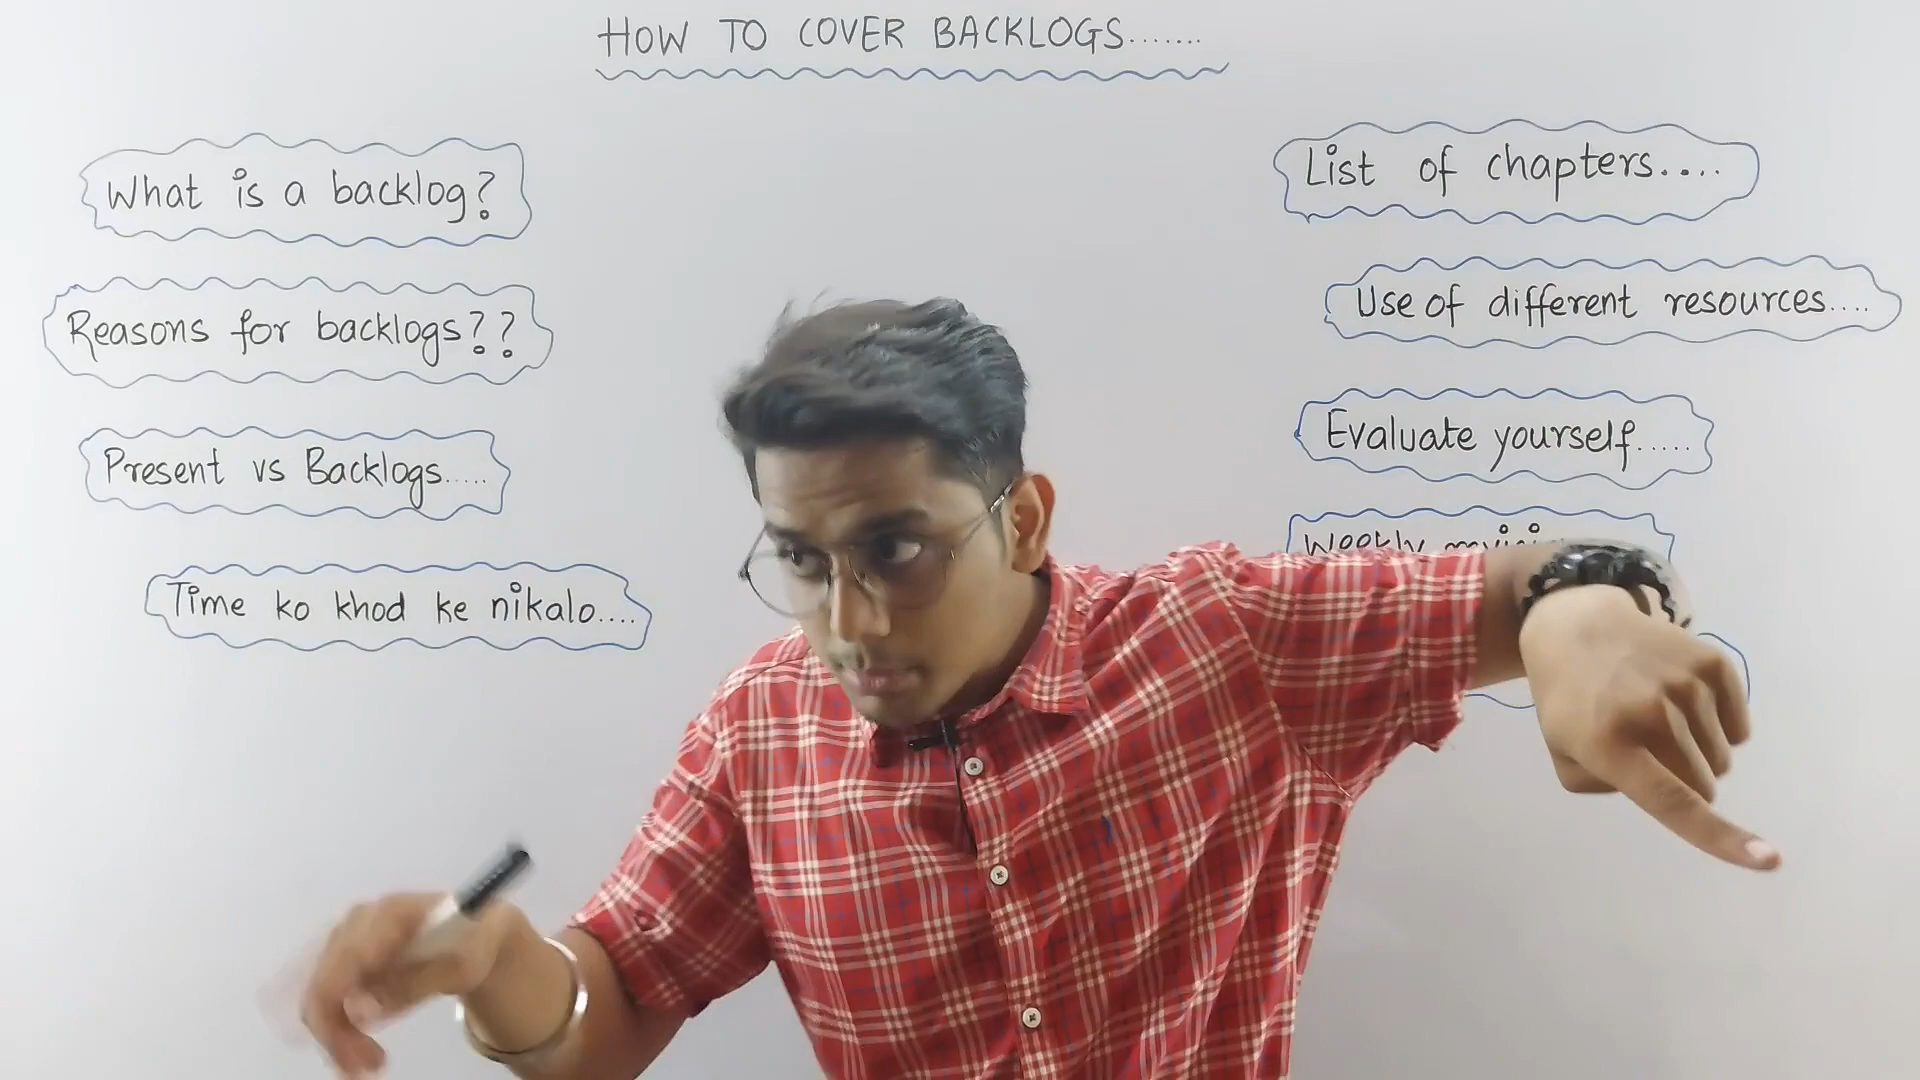 HOW TO COVER BACKLOGS.......
What is a backlog?
Reasons for backlogs??
Present vs Backlogs.....
Time ko khod ke nikalo....
List of chapters....
Use of different resources....
Evaluate yourself.....
Weekly